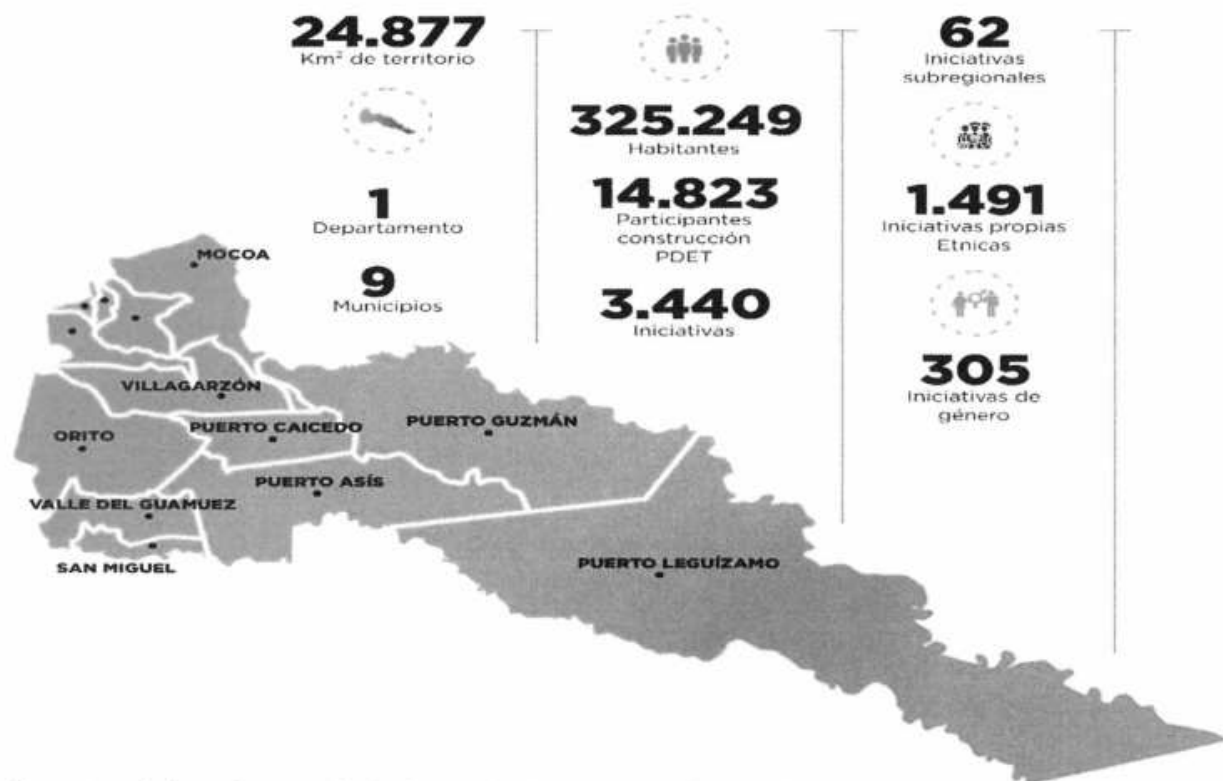 24.877
Km² de territorio
1
Departamento
9
Municipios
325.249
Habitantes
14.823
Participantes
construcción
PDET
3.440
Iniciativas
62
Iniciativas
subregionales
1.491
Iniciativas propias
Etnicas
305
Iniciativas de
género
MOCOA
VILLAGARZÓN
ORITO
PUERTO CAICEDO
PUERTO GUZMÁN
PUERTO ASÍS
VALLE DEL GUAMUEZ
SAN MIGUEL
PUERTO LEGUÍZAMO